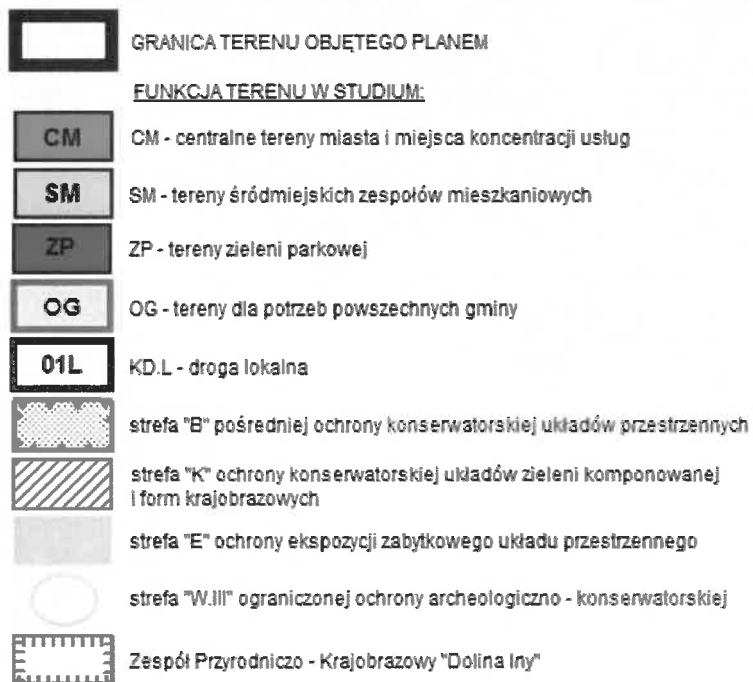 GRANICA TERENU OBJĘTEGO PLANEM
FUNKCJA TERENU W STUDIUM:
CM CM - centralne tereny miasta i miejsca koncentracji usług
SM SM - tereny śródmiejskich zespołów mieszkaniowych
ZP ZP - tereny zieleni parkowej
OG OG - tereny dla potrzeb powszechnych gminy
01L KD.L - droga lokalna
strefa "B" pośredniej ochrony konserwatorskiej układów przestrzennych
strefa "K" ochrony konserwatorskiej układów zieleni komponowanej
i form krajobrazowych
strefa "E" ochrony ekspozycji zabytkowego układu przestrzennego
strefa "W.III" ograniczonej ochrony archeologiczno - konserwatorskiej
Zespół Przyrodniczo - Krajobrazowy "Dolina Iny"